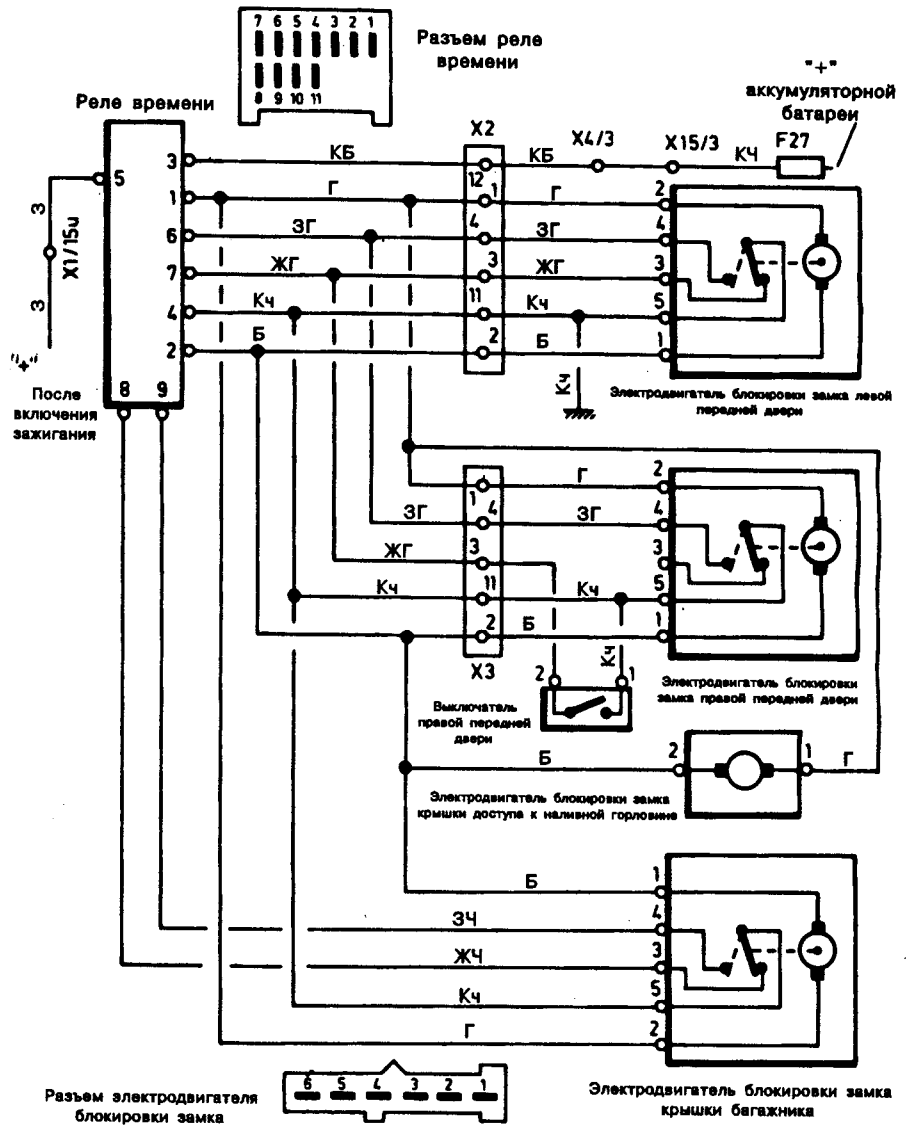 7 6 5 4 3 2 1
8 9 10 11
Разъем реле
времени
"+"
аккумуляторной
батареи
Реле времени
X2
X4/3
X15/3
КЧ
F27
3
КБ
12
КБ
5
1
Г
1
Г
2
6
ЗГ
4
ЗГ
4
З
X1/15u
7
ЖГ
3
ЖГ
3
З
4
Кч
11
Кч
5
2
Б
2
Б
1
"+"
Кч
После
включения
зажигания
8 9
Электродвигатель блокировки замка левой
передней двери
1
Г
2
ЗГ
4
ЗГ
4
ЖГ
3
3
Кч
11
Кч
5
2
Б
1
X3
Кч
2
1
Выключатель
правой передней
двери
Электродвигатель блокировки
замка правой передней двери
Б
2
1
Г
Электродвигатель блокировки замка
крышки доступа к наливной горловине
Б
1
ЗЧ
4
ЖЧ
3
Кч
5
Г
2
Разъем электродвигателя
блокировки замка
6 5 4 3 2 1
Электродвигатель блокировки замка
крышки багажника